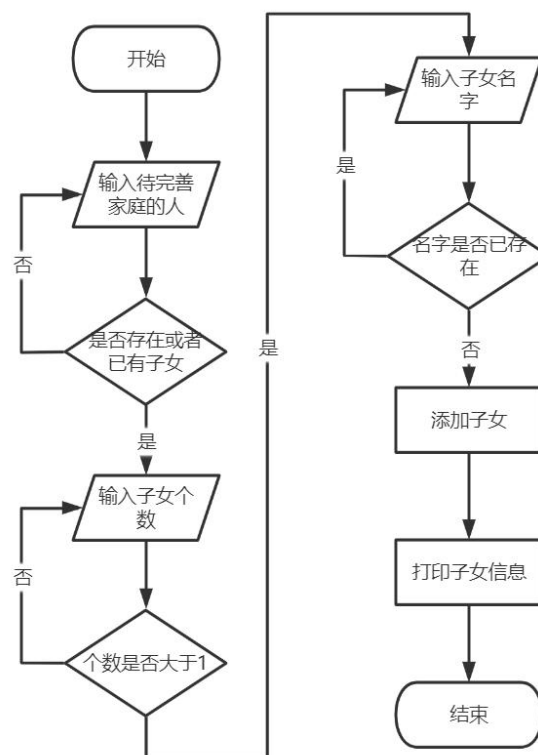 开始
输入待完善
家庭的人
否
是否存在或者
已有子女
是
输入子女个
数
否
个数是否大于1
是
输入子女名
字
是
名字是否已存
在
否
添加子女
打印子女信息
结束